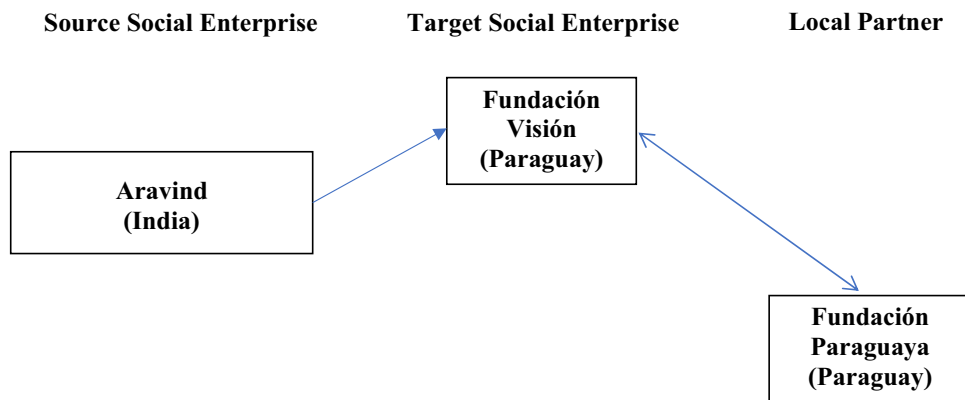 Source Social Enterprise
Target Social Enterprise
Local Partner
Fundación
Visión
(Paraguay)
Aravind
(India)
Fundación
Paraguaya
(Paraguay)